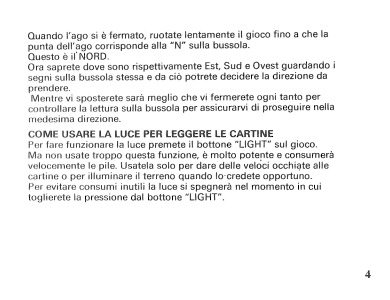 Quando l'ago si è fermato, ruotate lentamente il gioco fino a che la
punta dell'ago corrisponde alla "N" sulla bussola.
Questo è il NORD.
Ora saprete dove sono rispettivamente Est, Sud e Ovest guardando i
segni sulla bussola stessa e da ciò potrete decidere la direzione da
prendere.
Mentre vi sposterete sarà meglio che vi fermerete ogni tanto per
controllare la lettura sulla bussola per assicurarvi di proseguire nella
medesima direzione.
COME USARE LA LUCE PER LEGGERE LE CARTINE
Per fare funzionare la luce premete il bottone "LIGHT" sul gioco.
Ma non usate troppo questa funzione, è molto potente e consumerà
velocemente le pile. Usatela solo per dare delle veloci occhiate alle
cartine o per illuminare il terreno quando lo credete opportuno.
Per evitare consumi inutili la luce si spegnerà nel momento in cui
toglierete la pressione dal bottone "LIGHT".
4